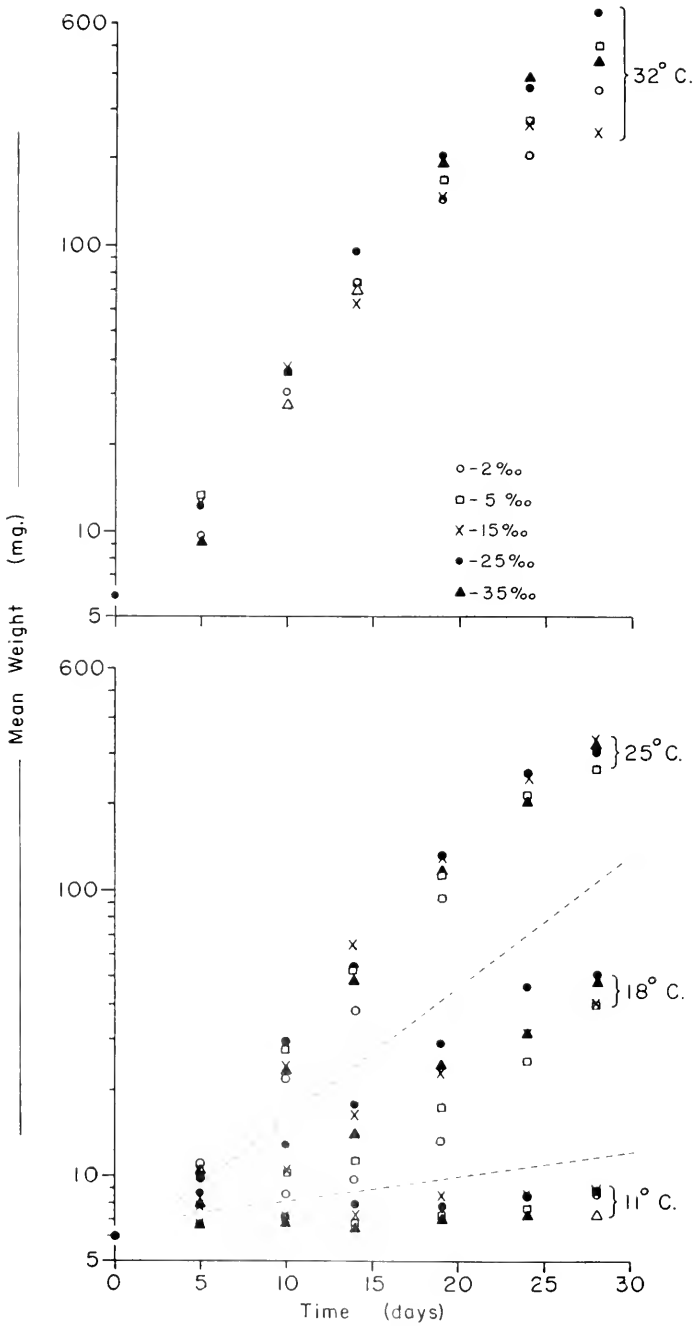 600
32° C.
100
○ - 2‰
□ - 5 ‰
× - 15‰
● - 25‰
▲ - 35‰
10
5
Mean Weight (mg.)
600
25° C.
100
18° C.
10
11° C.
5
0 5 10 15 20 25 30
Time (days)